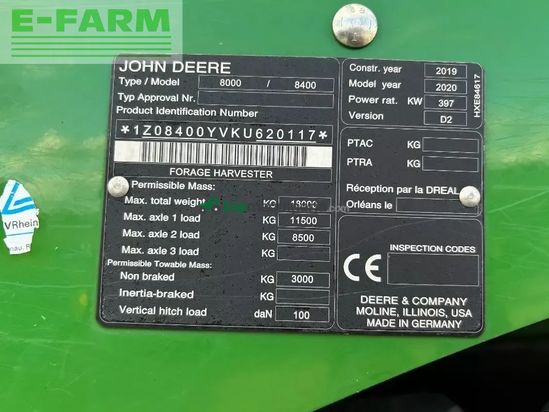 E-FARM
JOHN DEERE
Type / Model 8000 / 8400
Typ Approval Nr.
Product Identification Number
*1Z08400YVKU620117*
FORAGE HARVESTER
Permissible Mass:
Max. total weight KG 18000
Max. axle 1 load KG 11500
Max. axle 2 load KG 8500
Max. axle 3 load KG
Permissible Towable Mass:
Non braked KG 3000
Inertia-braked KG
Vertical hitch load daN 100
Constr. year 2019
Model year 2020
Power rat. KW 397
Version D2
HXE84617
PTAC KG
PTRA KG
Réception par la DREAL
Orléans le
INSPECTION CODES
CE
DEERE & COMPANY
MOLINE, ILLINOIS, USA
MADE IN GERMANY
VRhein